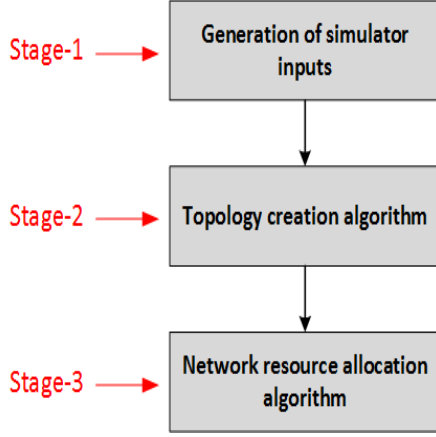 Stage-1
Generation of simulator
inputs
Stage-2
Topology creation algorithm
Stage-3
Network resource allocation
algorithm